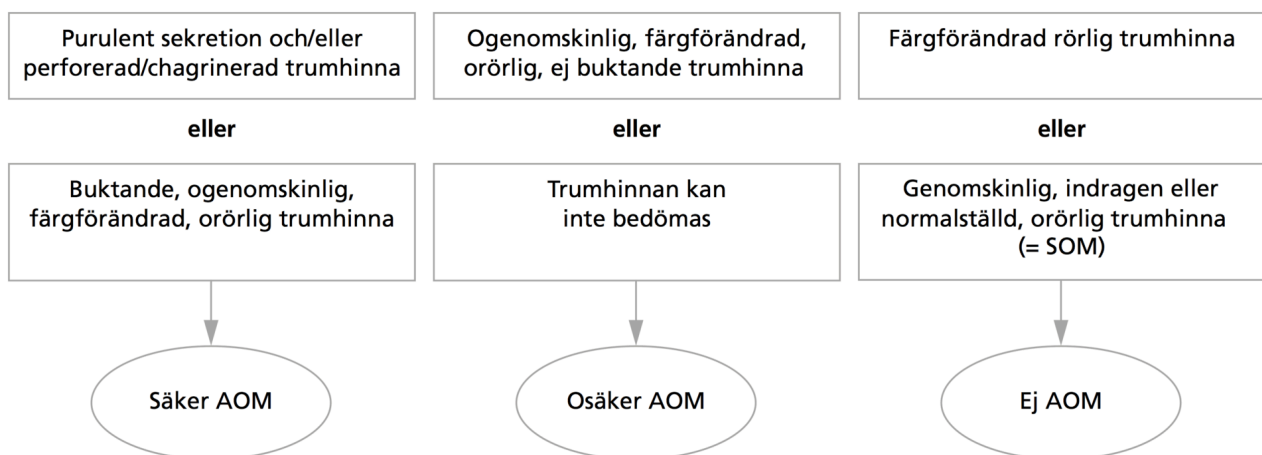 Purulent sekretion och/eller
perforerad/chagrinerad trumhinna
eller
Buktande, ogenomskinlig,
färgförändrad, orörlig trumhinna
Säker AOM
Ogenomskinlig, färgförändrad,
orörlig, ej buktande trumhinna
eller
Trumhinnan kan
inte bedömas
Osäker AOM
Färgförändrad rörlig trumhinna
eller
Genomskinlig, indragen eller
normalställd, orörlig trumhinna
(= SOM)
Ej AOM